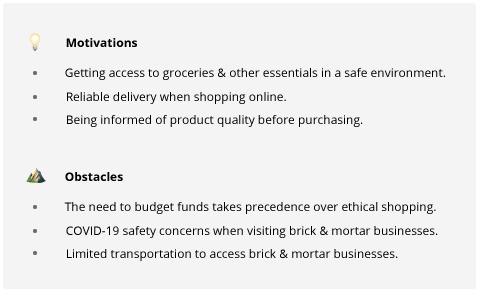 Motivations
Getting access to groceries & other essentials in a safe environment.
Reliable delivery when shopping online.
Being informed of product quality before purchasing.
Obstacles
The need to budget funds takes precedence over ethical shopping.
COVID-19 safety concerns when visiting brick & mortar businesses.
Limited transportation to access brick & mortar businesses.